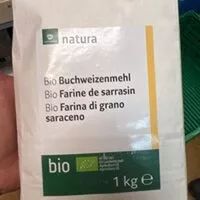 natura
Bio Buchweizenmehl
Bio Farine de sarrasin
Bio Farina di grano
saraceno
bio
1 kg e